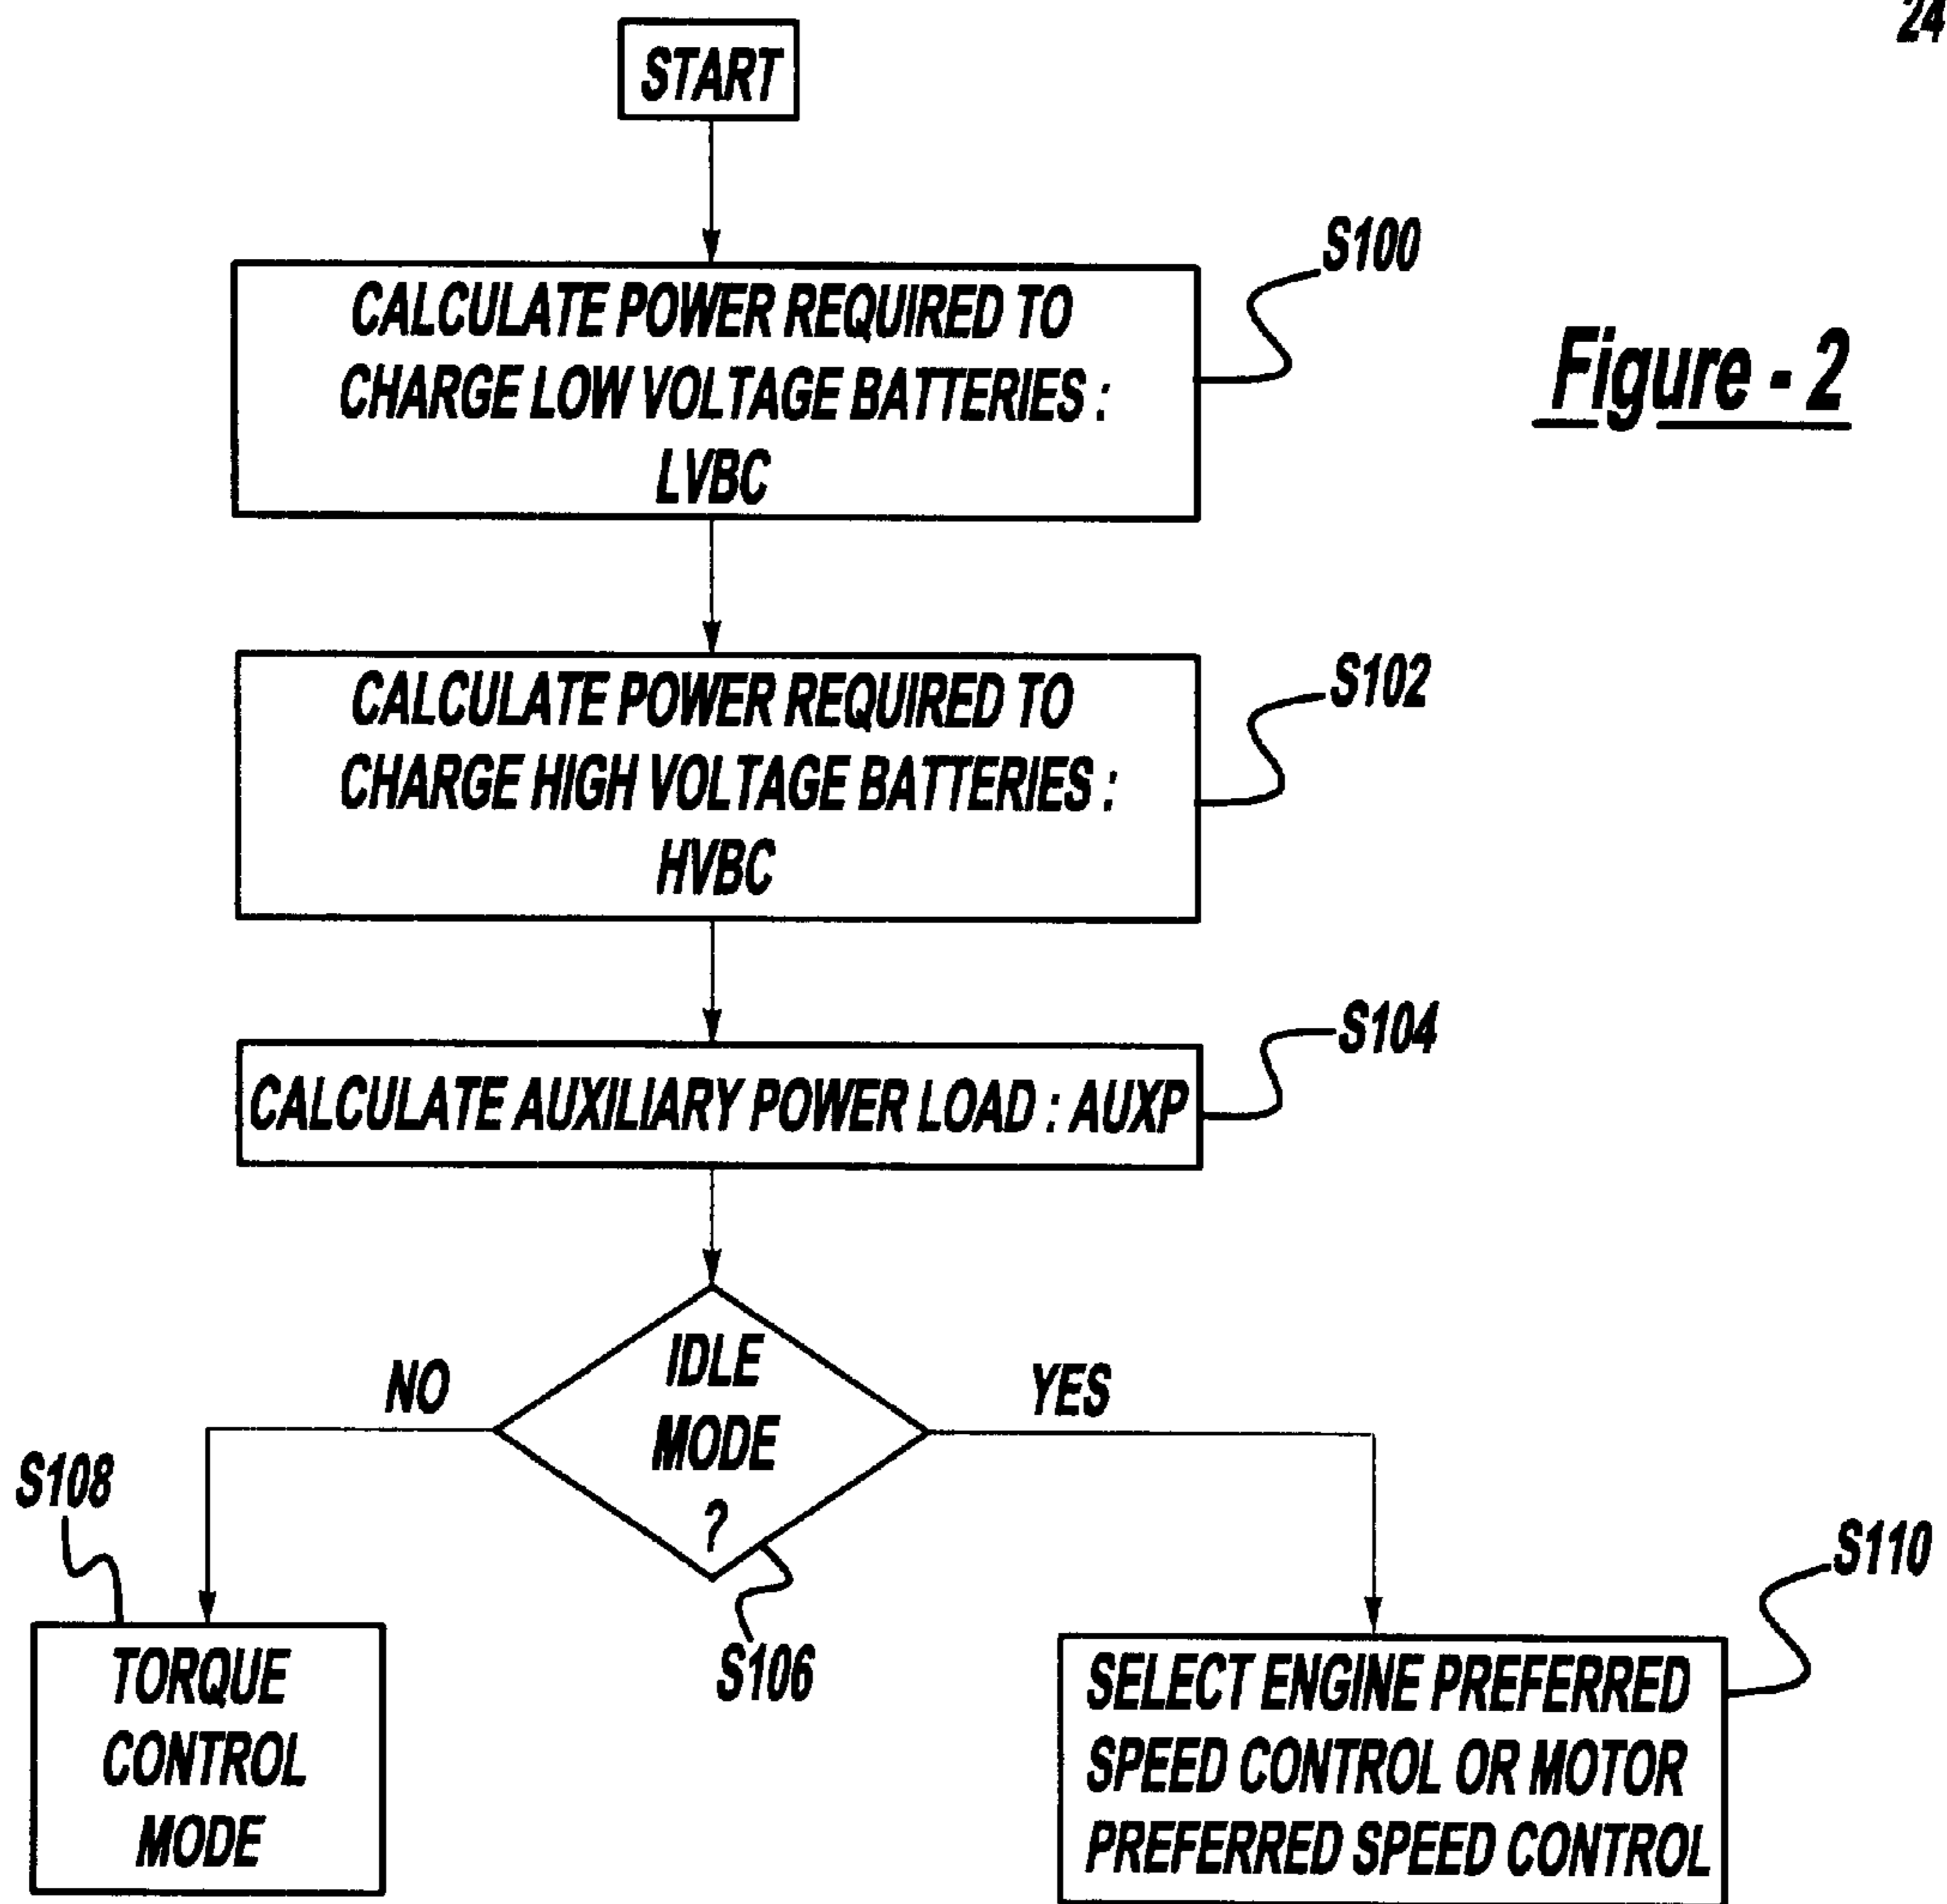 24
START
S100
CALCULATE POWER REQUIRED TO
CHARGE LOW VOLTAGE BATTERIES :
LVBC
Figure - 2
S102
CALCULATE POWER REQUIRED TO
CHARGE HIGH VOLTAGE BATTERIES :
HVBC
S104
CALCULATE AUXILIARY POWER LOAD : AUXP
IDLE
MODE
?
NO
YES
S108
S106
S110
TORQUE
CONTROL
MODE
SELECT ENGINE PREFERRED
SPEED CONTROL OR MOTOR
PREFERRED SPEED CONTROL